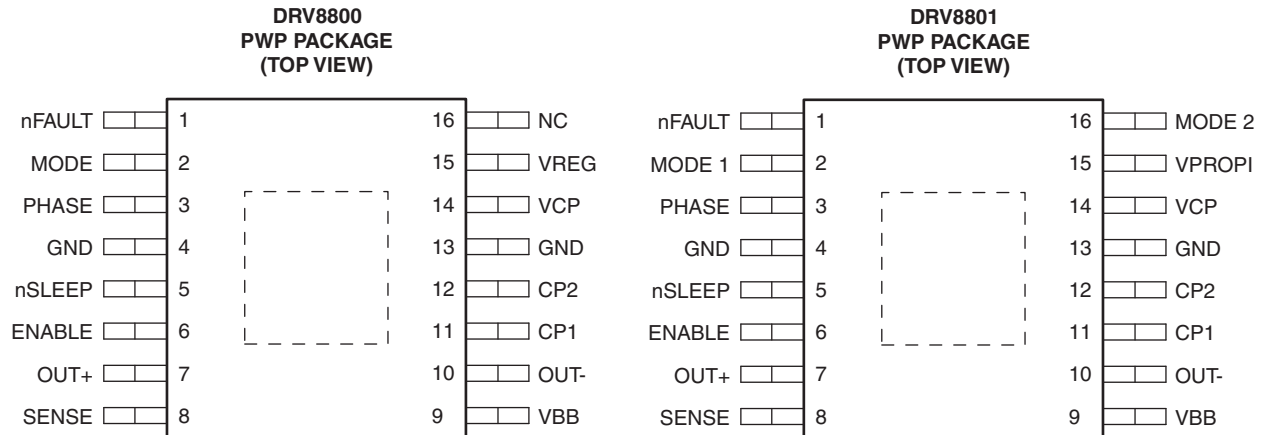 DRV8800
PWP PACKAGE
(TOP VIEW)
nFAULT 1 16 NC
MODE 2 15 VREG
PHASE 3 14 VCP
GND 4 13 GND
nSLEEP 5 12 CP2
ENABLE 6 11 CP1
OUT+ 7 10 OUT-
SENSE 8 9 VBB
DRV8801
PWP PACKAGE
(TOP VIEW)
nFAULT 1 16 MODE 2
MODE 1 2 15 VPROPI
PHASE 3 14 VCP
GND 4 13 GND
nSLEEP 5 12 CP2
ENABLE 6 11 CP1
OUT+ 7 10 OUT-
SENSE 8 9 VBB